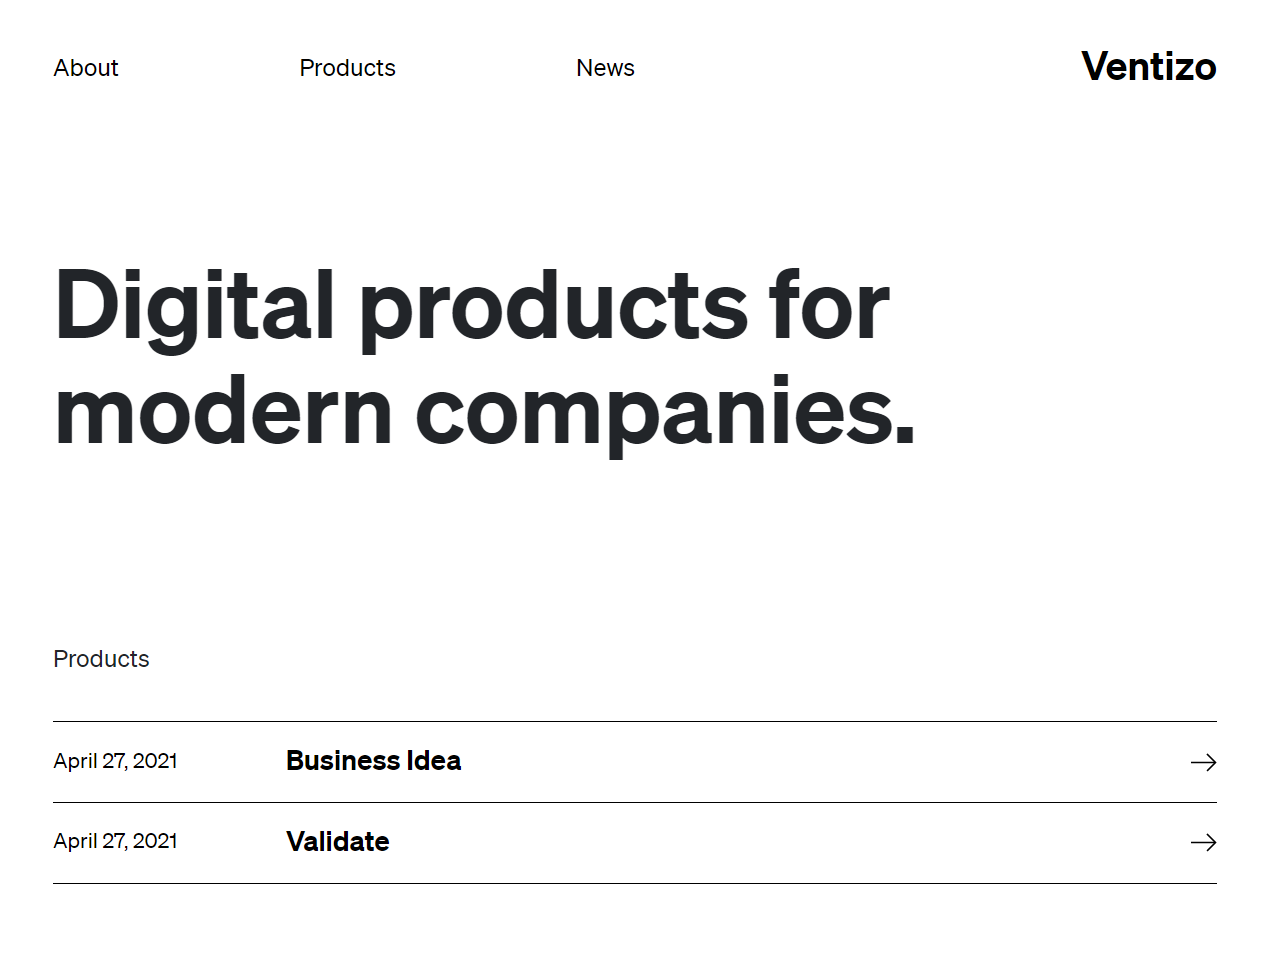 About Products News Ventizo
Digital products for
modern companies.
Products
April 27, 2021 Business Idea
April 27, 2021 Validate